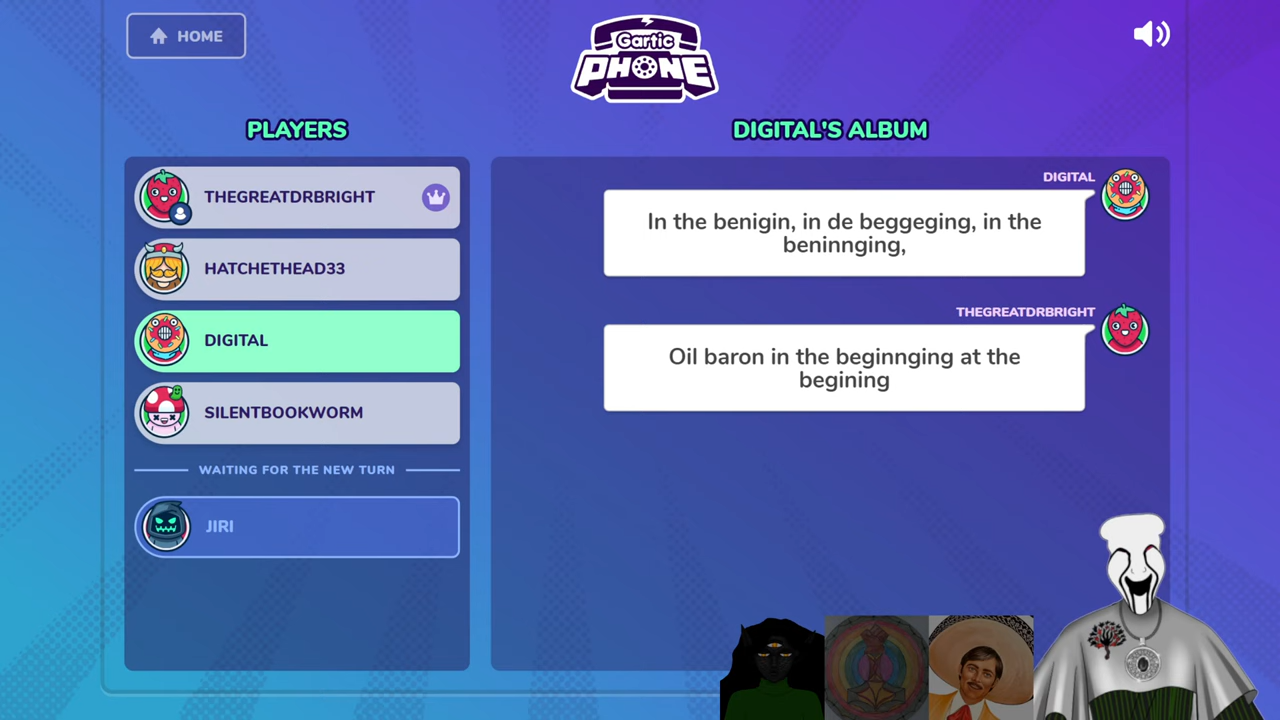 HOME
Gartic
PHONE
PLAYERS
THEGREATDRBRIGHT
HATCHETHEAD33
DIGITAL
SILENTBOOKWORM
WAITING FOR THE NEW TURN
JIRI
DIGITAL'S ALBUM
DIGITAL
In the benigin, in de beggeging, in the
beninnging,
THEGREATDRBRIGHT
Oil baron in the beginnging at the
begining